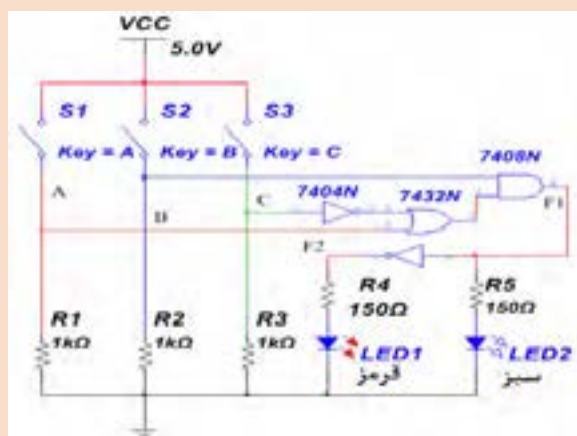 VCC
5.0V
S1 S2 S3
Key = A Key = B Key = C
7408N
7404N 7432N
A B C F1
F2
R4 R5
150Ω 150Ω
R1 R2 R3
1kΩ 1kΩ 1kΩ
LED1 LED2
قرمز سبز